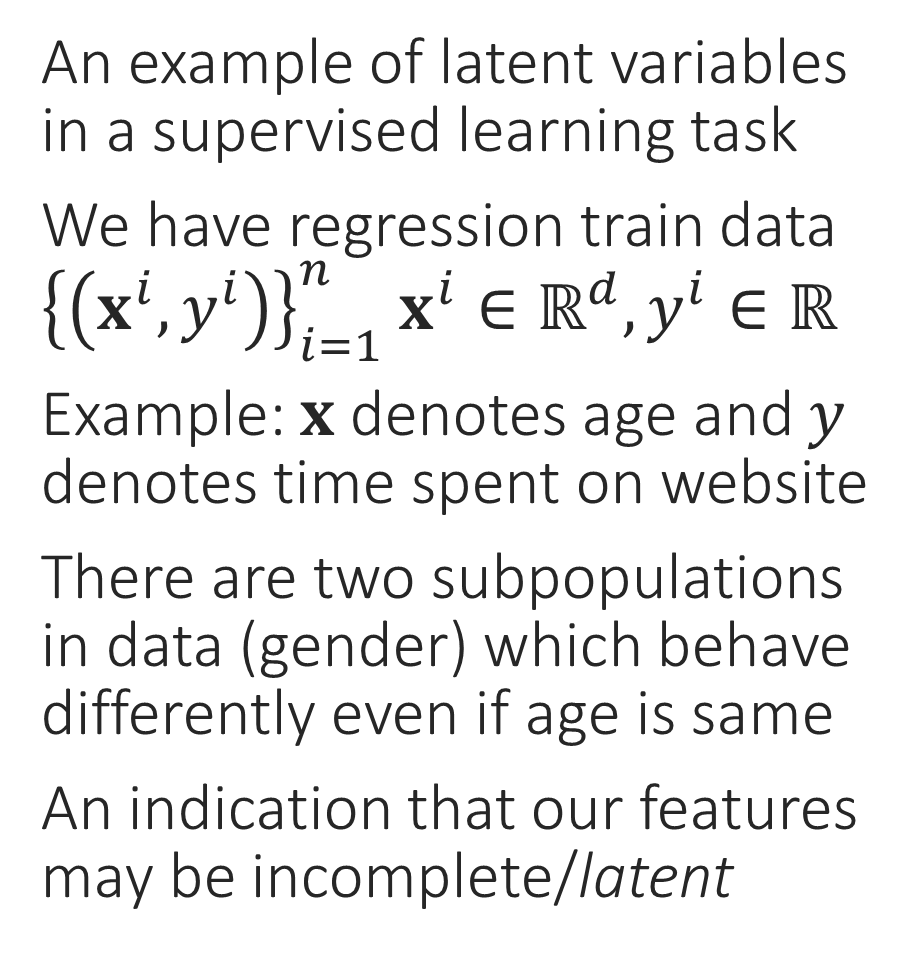 An example of latent variables
in a supervised learning task
We have regression train data
{(𝐱ⁱ, yⁱ)}ⁿᵢ₌₁ 𝐱ⁱ ∈ ℝᵈ, yⁱ ∈ ℝ
Example: 𝐱 denotes age and y
denotes time spent on website
There are two subpopulations
in data (gender) which behave
differently even if age is same
An indication that our features
may be incomplete/latent